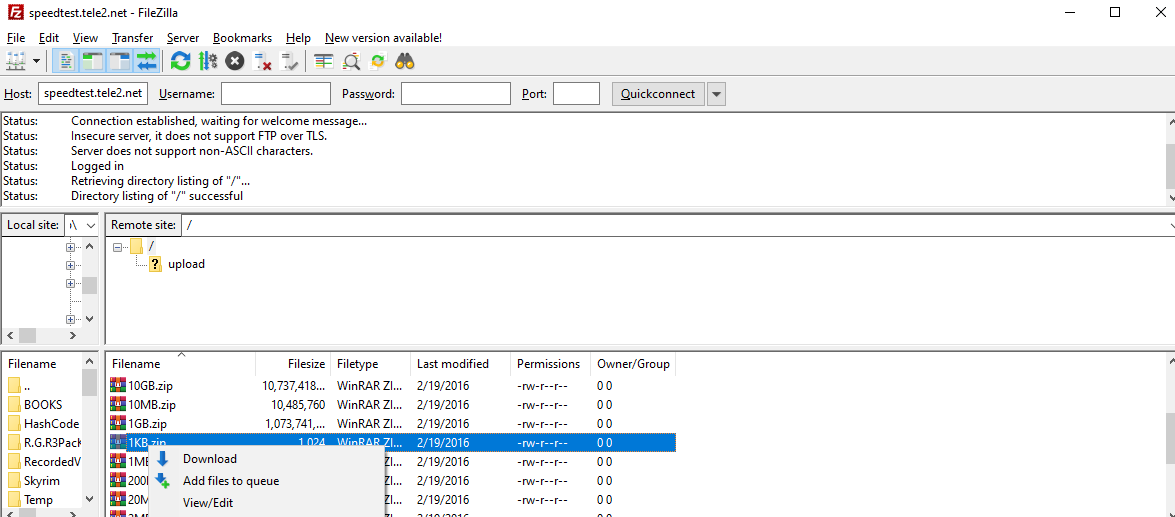 speedtest.tele2.net - FileZilla
File Edit View Transfer Server Bookmarks Help New version available!
Host: speedtest.tele2.net Username: Password: Port: Quickconnect
Status: Connection established, waiting for welcome message...
Status: Insecure server, it does not support FTP over TLS.
Status: Server does not support non-ASCII characters.
Status: Logged in
Status: Retrieving directory listing of "/"...
Status: Directory listing of "/" successful
Local site: \ Remote site: /
/
? upload
Filename Filename Filesize Filetype Last modified Permissions Owner/Group
.. 10GB.zip 10,737,418... WinRAR ZI... 2/19/2016 -rw-r--r-- 0 0
BOOKS 10MB.zip 10,485,760 WinRAR ZI... 2/19/2016 -rw-r--r-- 0 0
HashCode 1GB.zip 1,073,741,... WinRAR ZI... 2/19/2016 -rw-r--r-- 0 0
R.G.R3Pack 1KB.zip 1,024 WinRAR ZI... 2/19/2016 -rw-r--r-- 0 0
RecordedV 1MB Download ZI... 2/19/2016 -rw-r--r-- 0 0
Skyrim 200 Add files to queue ZI... 2/19/2016 -rw-r--r-- 0 0
Temp 20M View/Edit ZI... 2/19/2016 -rw-r--r-- 0 0